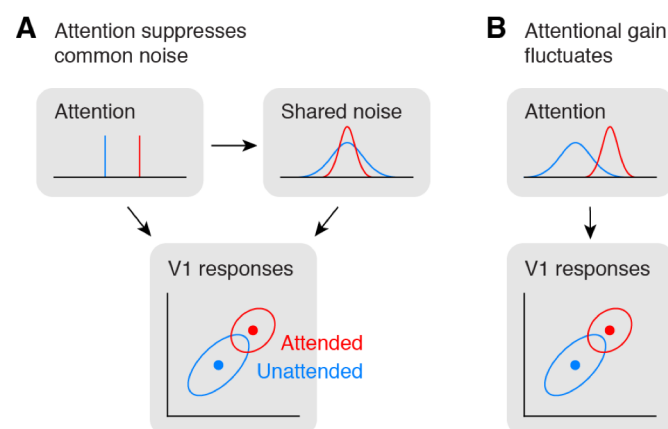 A Attention suppresses
common noise
Attention
Shared noise
V1 responses
Attended
Unattended
B Attentional gain
fluctuates
Attention
V1 responses